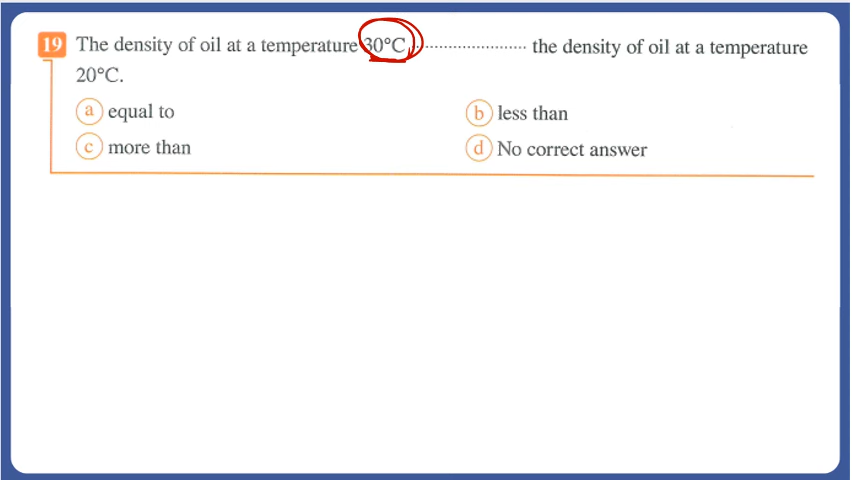 19 The density of oil at a temperature 30°C, ........................ the density of oil at a temperature
20°C.
a equal to
b less than
c more than
d No correct answer